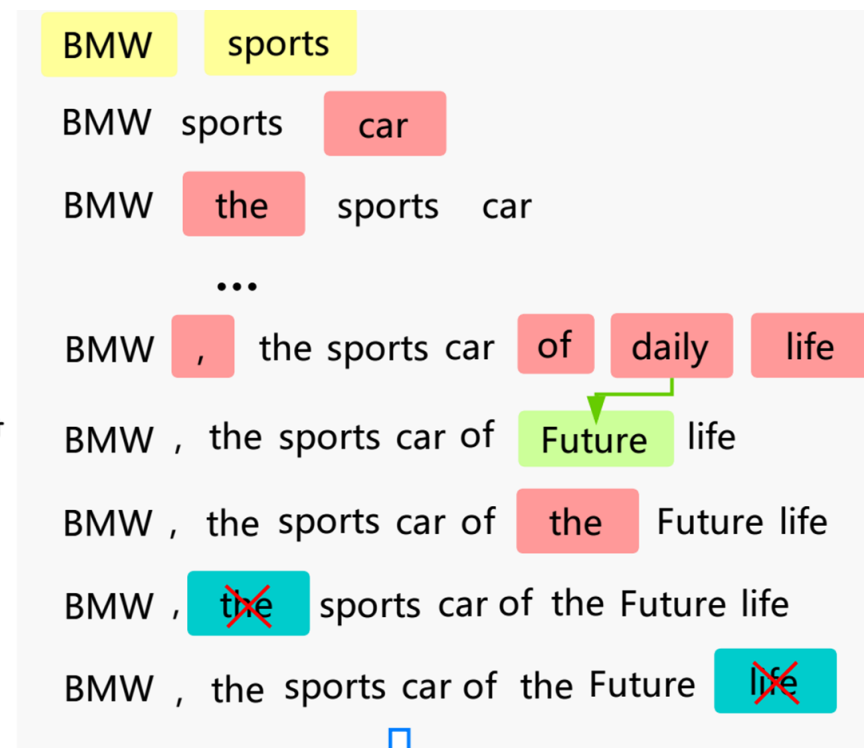 BMW sports
BMW sports car
BMW the sports car
...
BMW , the sports car of daily life
BMW , the sports car of Future life
BMW , the sports car of the Future life
BMW , the sports car of the Future life
BMW , the sports car of the Future life